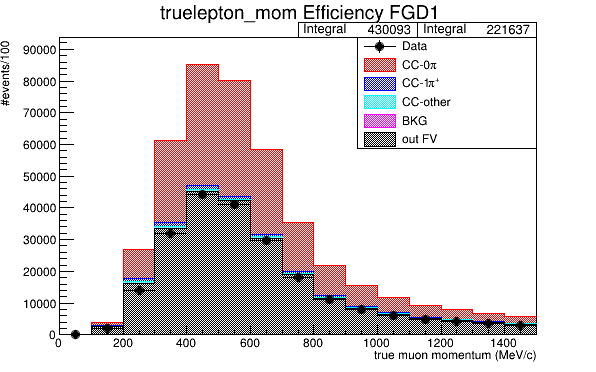 truelepton_mom Efficiency FGD1
Integral 430093 Integral 221637
#events/100
Data
CC-0π
CC-1π⁺
CC-other
BKG
out FV
90000
80000
70000
60000
50000
40000
30000
20000
10000
0
0 200 400 600 800 1000 1200 1400
true muon momentum (MeV/c)